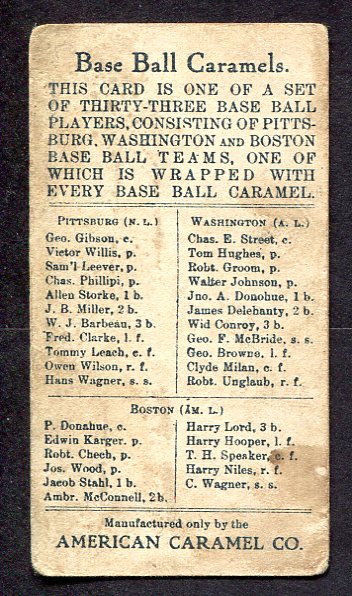 Base Ball Caramels.
THIS CARD IS ONE OF A SET
OF THIRTY-THREE BASE BALL
PLAYERS, CONSISTING OF PITTS-
BURG, WASHINGTON AND BOSTON
BASE BALL TEAMS, ONE OF
WHICH IS WRAPPED WITH
EVERY BASE BALL CARAMEL.
PITTSBURG (N. L.)
Geo. Gibson, c.
Victor Willis, p.
Sam'l Leever, p.
Chas. Phillipi, p.
Allen Storke, 1 b.
J. B. Miller, 2 b.
W. J. Barbeau, 3 b.
Fred. Clarke, l. f.
Tommy Leach, c. f.
Owen Wilson, r. f.
Hans Wagner, s. s.
WASHINGTON (A. L.)
Chas. E. Street, c.
Tom Hughes, p.
Robt. Groom, p.
Walter Johnson, p.
Jno. A. Donohue, 1 b.
James Delehanty, 2 b.
Wid Conroy, 3 b.
Geo. F. McBride, s. s.
Geo. Browne, l. f.
Clyde Milan, c. f.
Robt. Unglaub, r. f.
BOSTON (AM. L.)
P. Donahue, c.
Edwin Karger, p.
Robt. Chech, p.
Jos. Wood, p.
Jacob Stahl, 1 b.
Ambr. McConnell, 2 b.
Harry Lord, 3 b.
Harry Hooper, l. f.
T. H. Speaker, c. f.
Harry Niles, r. f.
C. Wagner, s. s.
Manufactured only by the
AMERICAN CARAMEL CO.